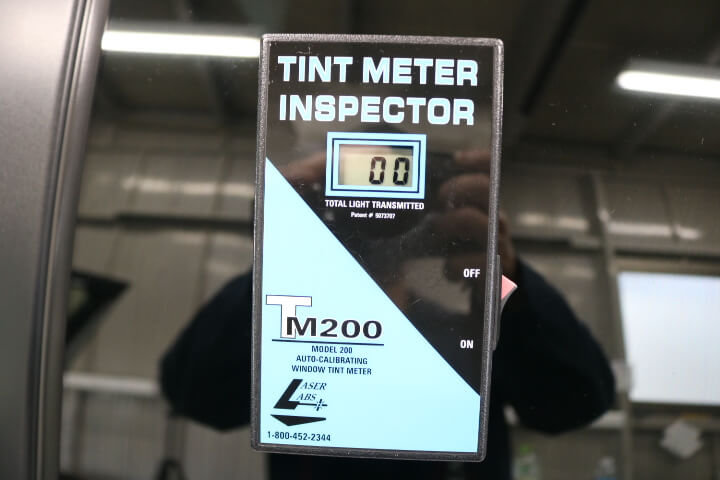 TINT METER
INSPECTOR
00
TOTAL LIGHT TRANSMITTED
Patent # 5073707
OFF
ON
TM200
MODEL 200
AUTO-CALIBRATING
WINDOW TINT METER
LASER
LABS
1-800-452-2344